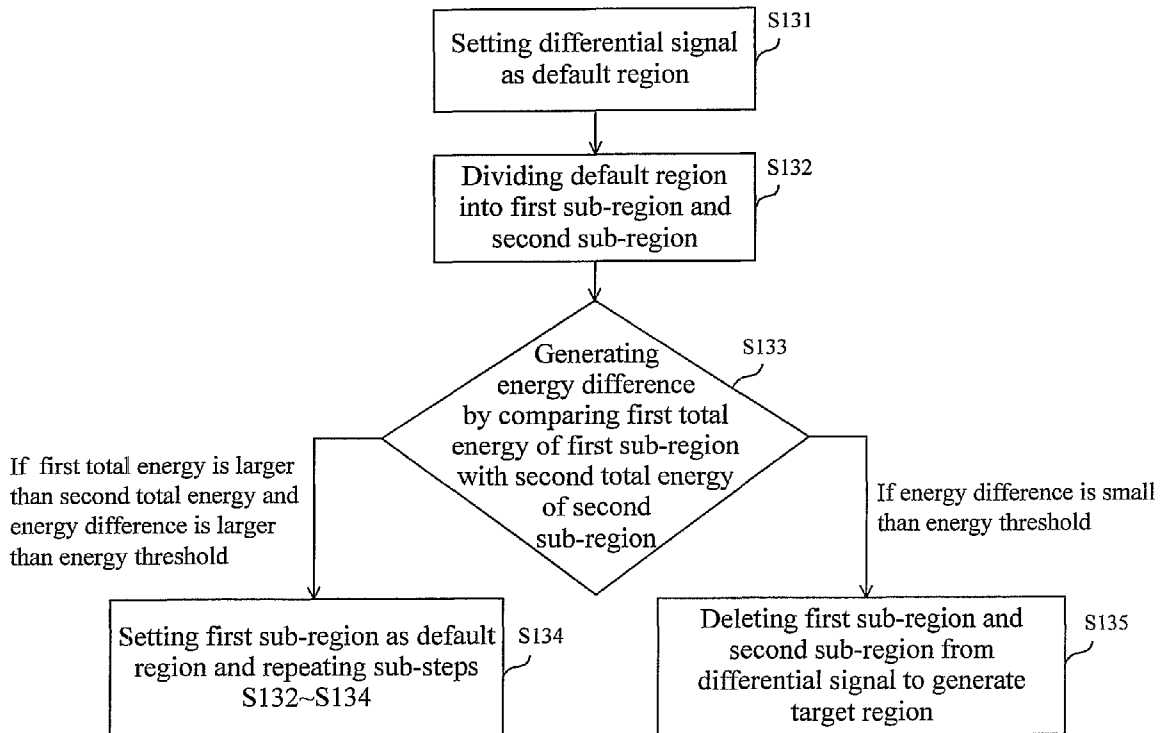 S131
Setting differential signal
as default region
S132
Dividing default region
into first sub-region and
second sub-region
S133
Generating
energy difference
by comparing first total
energy of first sub-region
with second total energy
of second
sub-region
If first total energy is larger
than second total energy and
energy difference is larger
than energy threshold
If energy difference is small
than energy threshold
Setting first sub-region as default
region and repeating sub-steps
S132~S134
S134
Deleting first sub-region and
second sub-region from
differential signal to generate
target region
S135